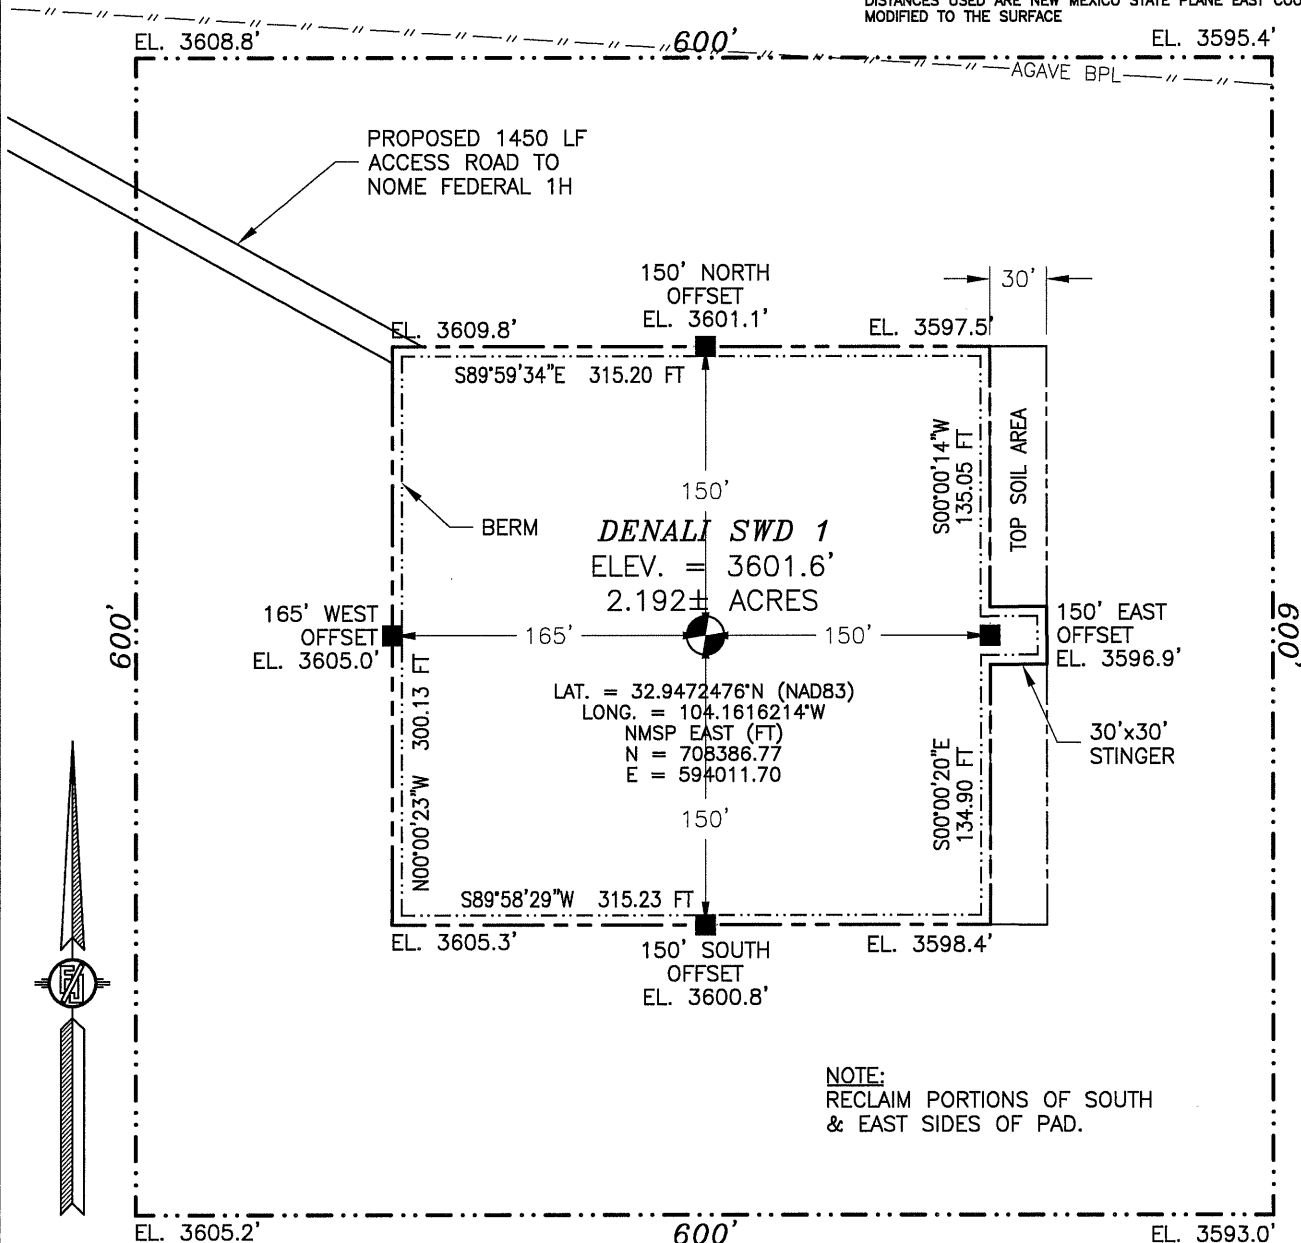 DISTANCES USED ARE NEW MEXICO STATE PLANE EAST
MODIFIED TO THE SURFACE
EL. 3608.8'
600'
EL. 3595.4'
AGAVE BPL
PROPOSED 1450 LF
ACCESS ROAD TO
NOME FEDERAL 1H
150' NORTH
OFFSET
EL. 3601.1'
30'
EL. 3609.8'
EL. 3597.5'
S89°59'34"E 315.20 FT
S00°00'14"W
135.05 FT
TOP SOIL AREA
150'
BERM
DENALI SWD 1
ELEV. = 3601.6'
2.192± ACRES
600'
165' WEST
OFFSET
EL. 3605.0'
165'
150'
150' EAST
OFFSET
EL. 3596.9'
600'
LAT. = 32.9472476°N (NAD83)
LONG. = 104.1616214°W
NMSP EAST (FT)
N = 708386.77
E = 594011.70
N00°00'23"W 300.13 FT
30'x30'
STINGER
S00°00'20"E
134.90 FT
150'
S89°58'29"W 315.23 FT
EL. 3605.3'
EL. 3598.4'
150' SOUTH
OFFSET
EL. 3600.8'
NOTE:
RECLAIM PORTIONS OF SOUTH
& EAST SIDES OF PAD.
EL. 3605.2'
600'
EL. 3593.0'